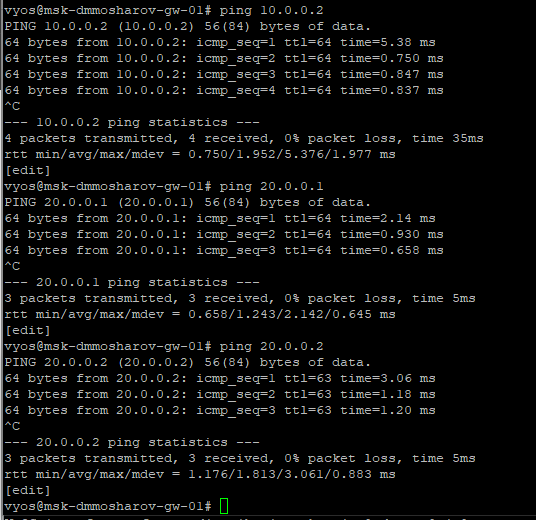 vyos@msk-dmmosharov-gw-01# ping 10.0.0.2
PING 10.0.0.2 (10.0.0.2) 56(84) bytes of data.
64 bytes from 10.0.0.2: icmp_seq=1 ttl=64 time=5.38 ms
64 bytes from 10.0.0.2: icmp_seq=2 ttl=64 time=0.750 ms
64 bytes from 10.0.0.2: icmp_seq=3 ttl=64 time=0.847 ms
64 bytes from 10.0.0.2: icmp_seq=4 ttl=64 time=0.837 ms
^C
--- 10.0.0.2 ping statistics ---
4 packets transmitted, 4 received, 0% packet loss, time 35ms
rtt min/avg/max/mdev = 0.750/1.952/5.376/1.977 ms
[edit]
vyos@msk-dmmosharov-gw-01# ping 20.0.0.1
PING 20.0.0.1 (20.0.0.1) 56(84) bytes of data.
64 bytes from 20.0.0.1: icmp_seq=1 ttl=64 time=2.14 ms
64 bytes from 20.0.0.1: icmp_seq=2 ttl=64 time=0.930 ms
64 bytes from 20.0.0.1: icmp_seq=3 ttl=64 time=0.658 ms
^C
--- 20.0.0.1 ping statistics ---
3 packets transmitted, 3 received, 0% packet loss, time 5ms
rtt min/avg/max/mdev = 0.658/1.243/2.142/0.645 ms
[edit]
vyos@msk-dmmosharov-gw-01# ping 20.0.0.2
PING 20.0.0.2 (20.0.0.2) 56(84) bytes of data.
64 bytes from 20.0.0.2: icmp_seq=1 ttl=63 time=3.06 ms
64 bytes from 20.0.0.2: icmp_seq=2 ttl=63 time=1.18 ms
64 bytes from 20.0.0.2: icmp_seq=3 ttl=63 time=1.20 ms
^C
--- 20.0.0.2 ping statistics ---
3 packets transmitted, 3 received, 0% packet loss, time 5ms
rtt min/avg/max/mdev = 1.176/1.813/3.061/0.883 ms
[edit]
vyos@msk-dmmosharov-gw-01#